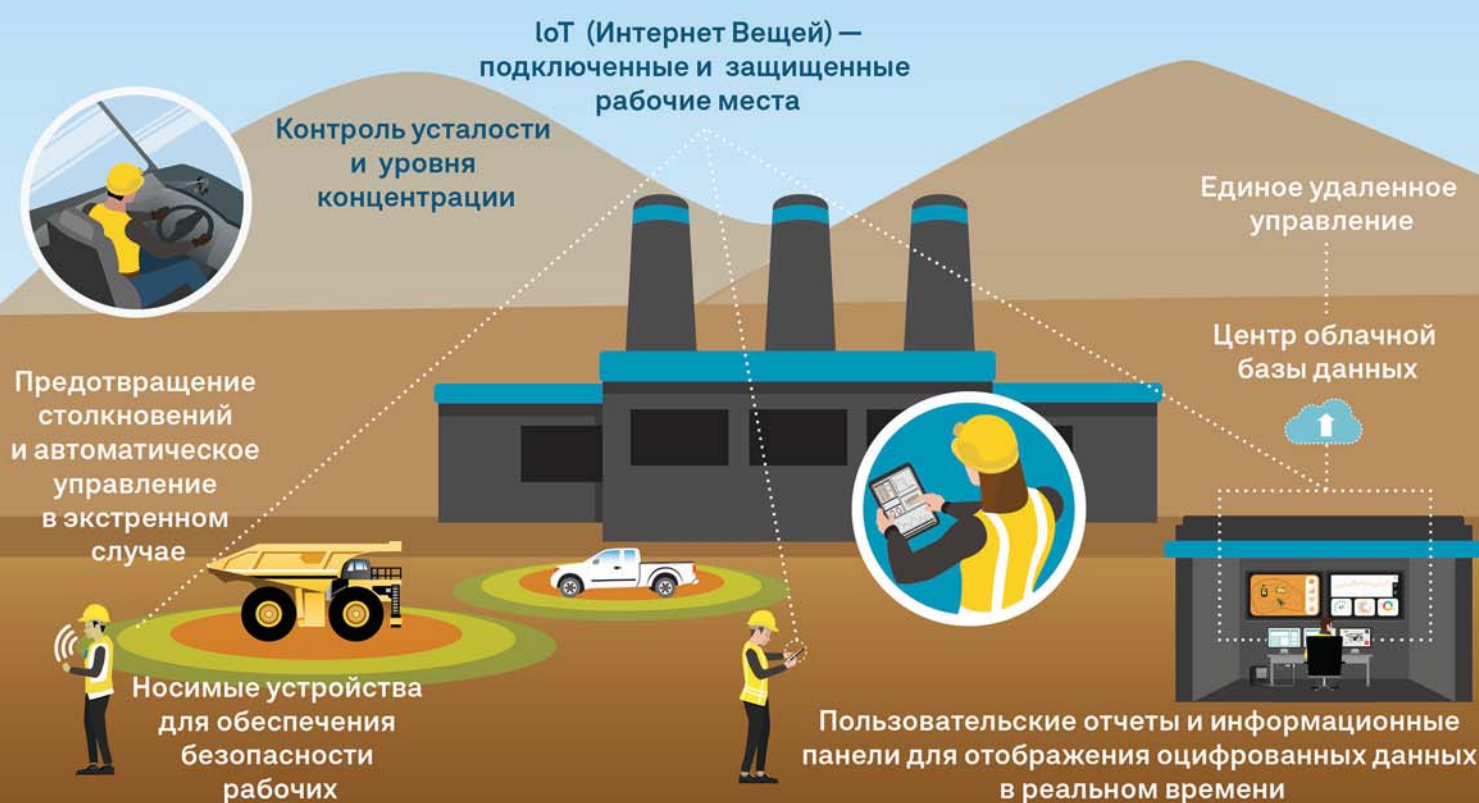 IoT (Интернет Вещей) —
подключенные и защищенные
рабочие места
Контроль усталости
и уровня
концентрации
Единое удаленное
управление
Центр облачной
базы данных
Предотвращение
столкновений
и автоматическое
управление
в экстренном
случае
Носимые устройства
для обеспечения
безопасности
рабочих
Пользовательские отчеты и информационные
панели для отображения оцифрованных данных
в реальном времени